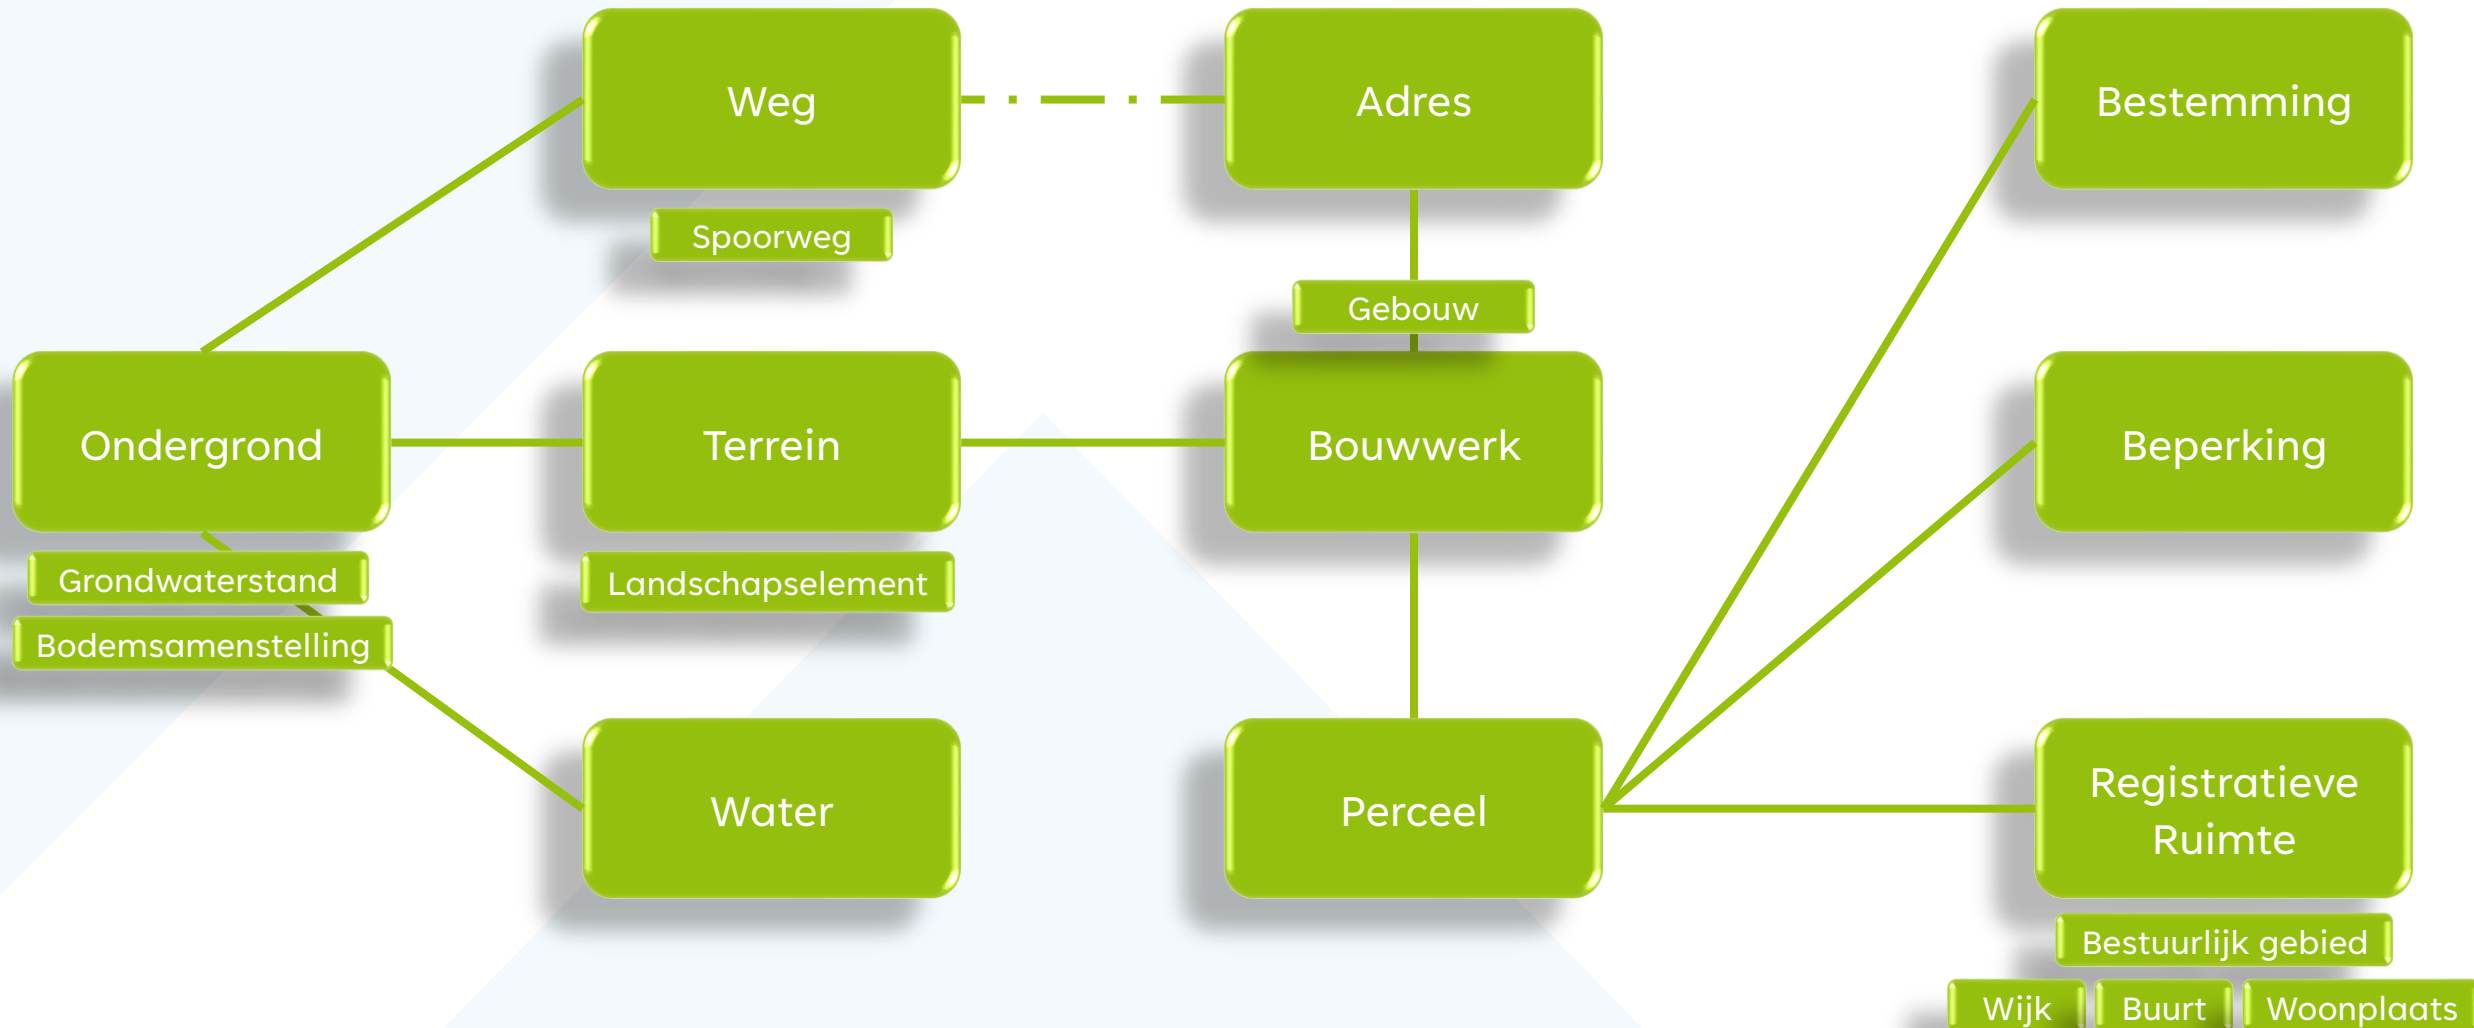 Weg
Adres
Bestemming
Spoorweg
Gebouw
Ondergrond
Terrein
Bouwwerk
Beperking
Grondwaterstand
Landschapselement
Bodemsamenstelling
Water
Perceel
Registratieve
Ruimte
Bestuurlijk gebied
Wijk
Buurt
Woonplaats